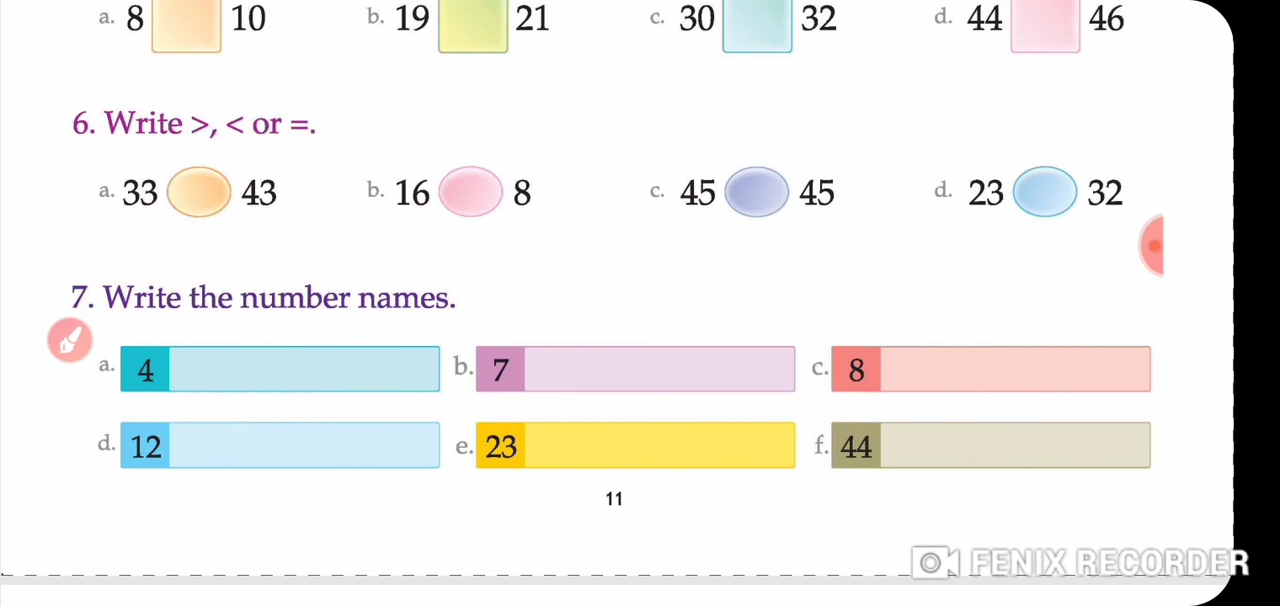 a. 8 10 b. 19 21 c. 30 32 d. 44 46
6. Write >, < or =.
a. 33 43 b. 16 8 c. 45 45 d. 23 32
7. Write the number names.
a. 4 b. 7 c. 8
d. 12 e. 23 f. 44
11
FENIX RECORDER